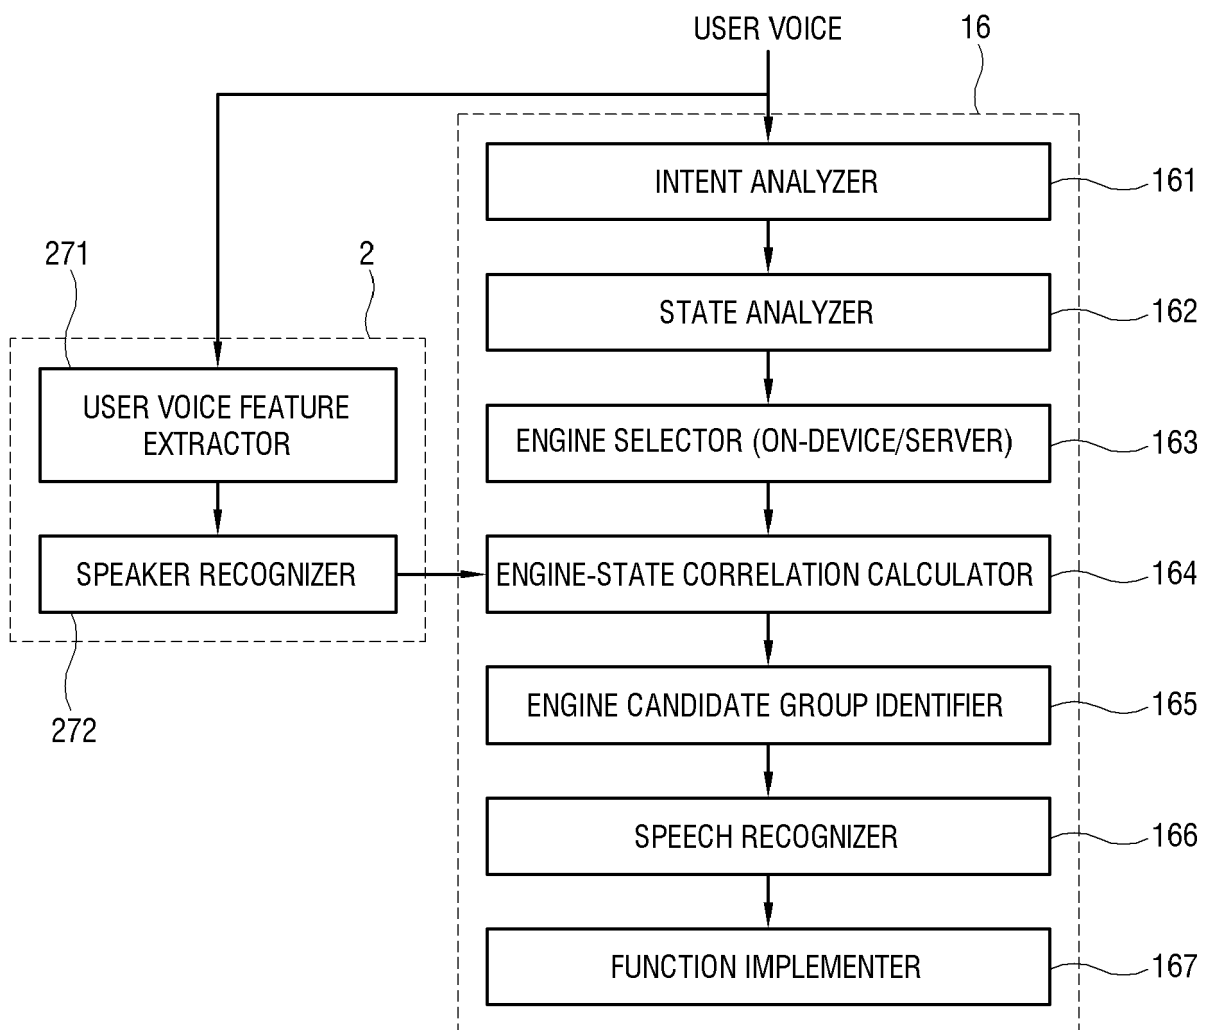 USER VOICE
16
INTENT ANALYZER
161
271
2
STATE ANALYZER
162
USER VOICE FEATURE
EXTRACTOR
ENGINE SELECTOR (ON-DEVICE/SERVER)
163
SPEAKER RECOGNIZER
ENGINE-STATE CORRELATION CALCULATOR
164
272
ENGINE CANDIDATE GROUP IDENTIFIER
165
SPEECH RECOGNIZER
166
FUNCTION IMPLEMENTER
167